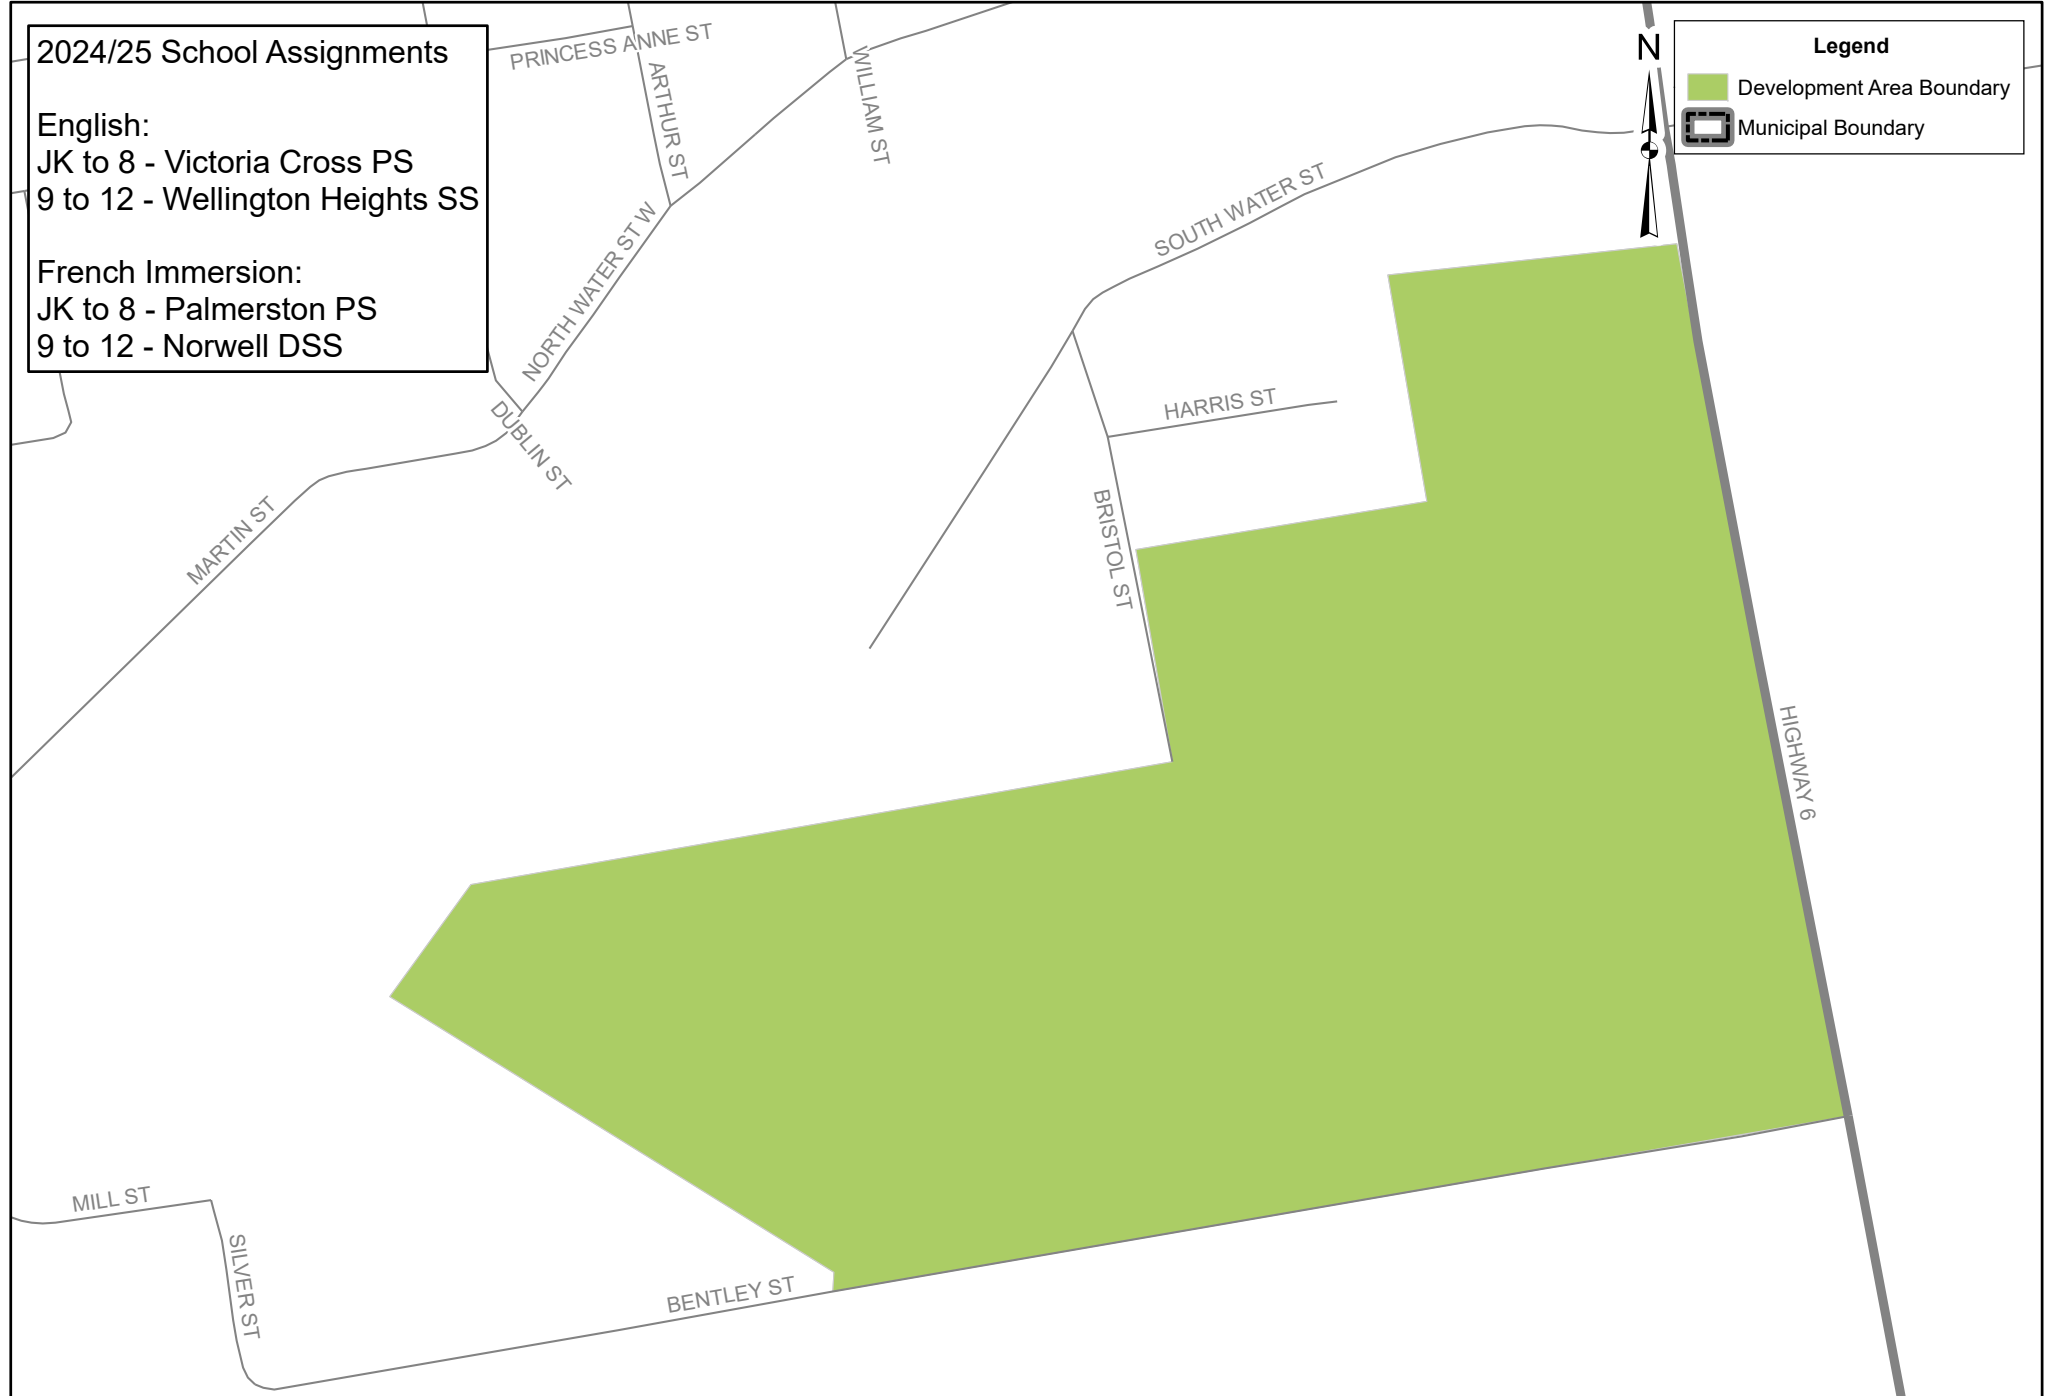 2024/25 School Assignments
English:
JK to 8 - Victoria Cross PS
9 to 12 - Wellington Heights SS
French Immersion:
JK to 8 - Palmerston PS
9 to 12 - Norwell DSS
N
Legend
Development Area Boundary
Municipal Boundary
PRINCESS ANNE ST
ARTHUR ST
WILLIAM ST
NORTH WATER ST W
SOUTH WATER ST
DUBLIN ST
HARRIS ST
MARTIN ST
BRISTOL ST
HIGHWAY 6
MILL ST
SILVER ST
BENTLEY ST